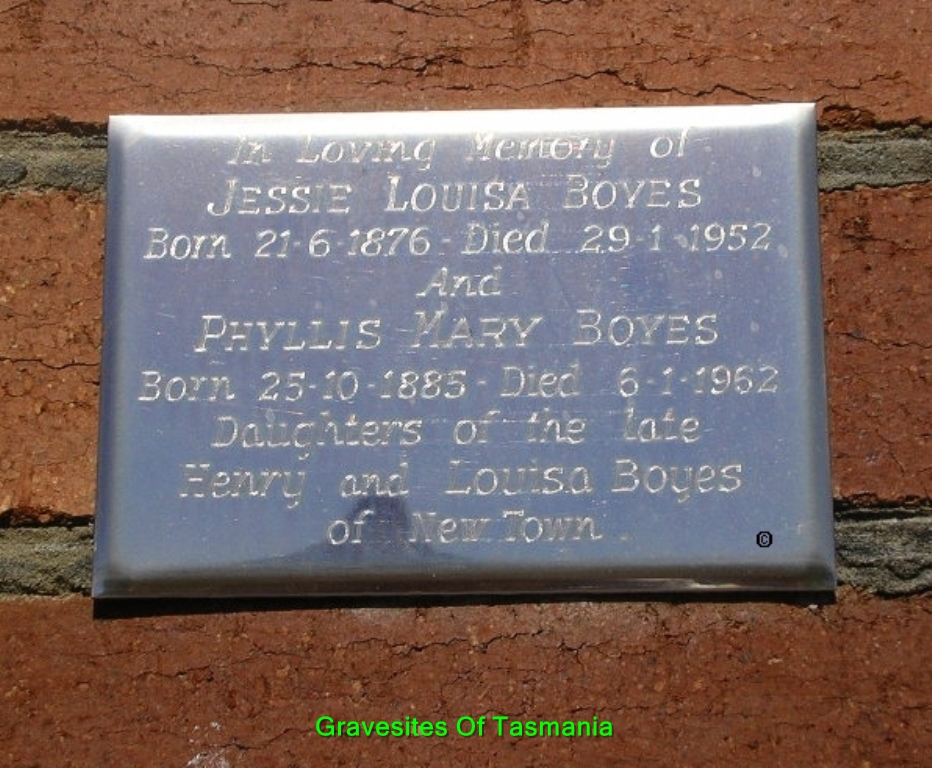 In Loving Memory of
JESSIE LOUISA BOYES
Born 21-6-1876 - Died 29-1-1952
And
PHYLLIS MARY BOYES
Born 25-10-1885 - Died 6-1-1962
Daughters of the late
Henry and Louisa Boyes
of New Town.
©
Gravesites Of Tasmania